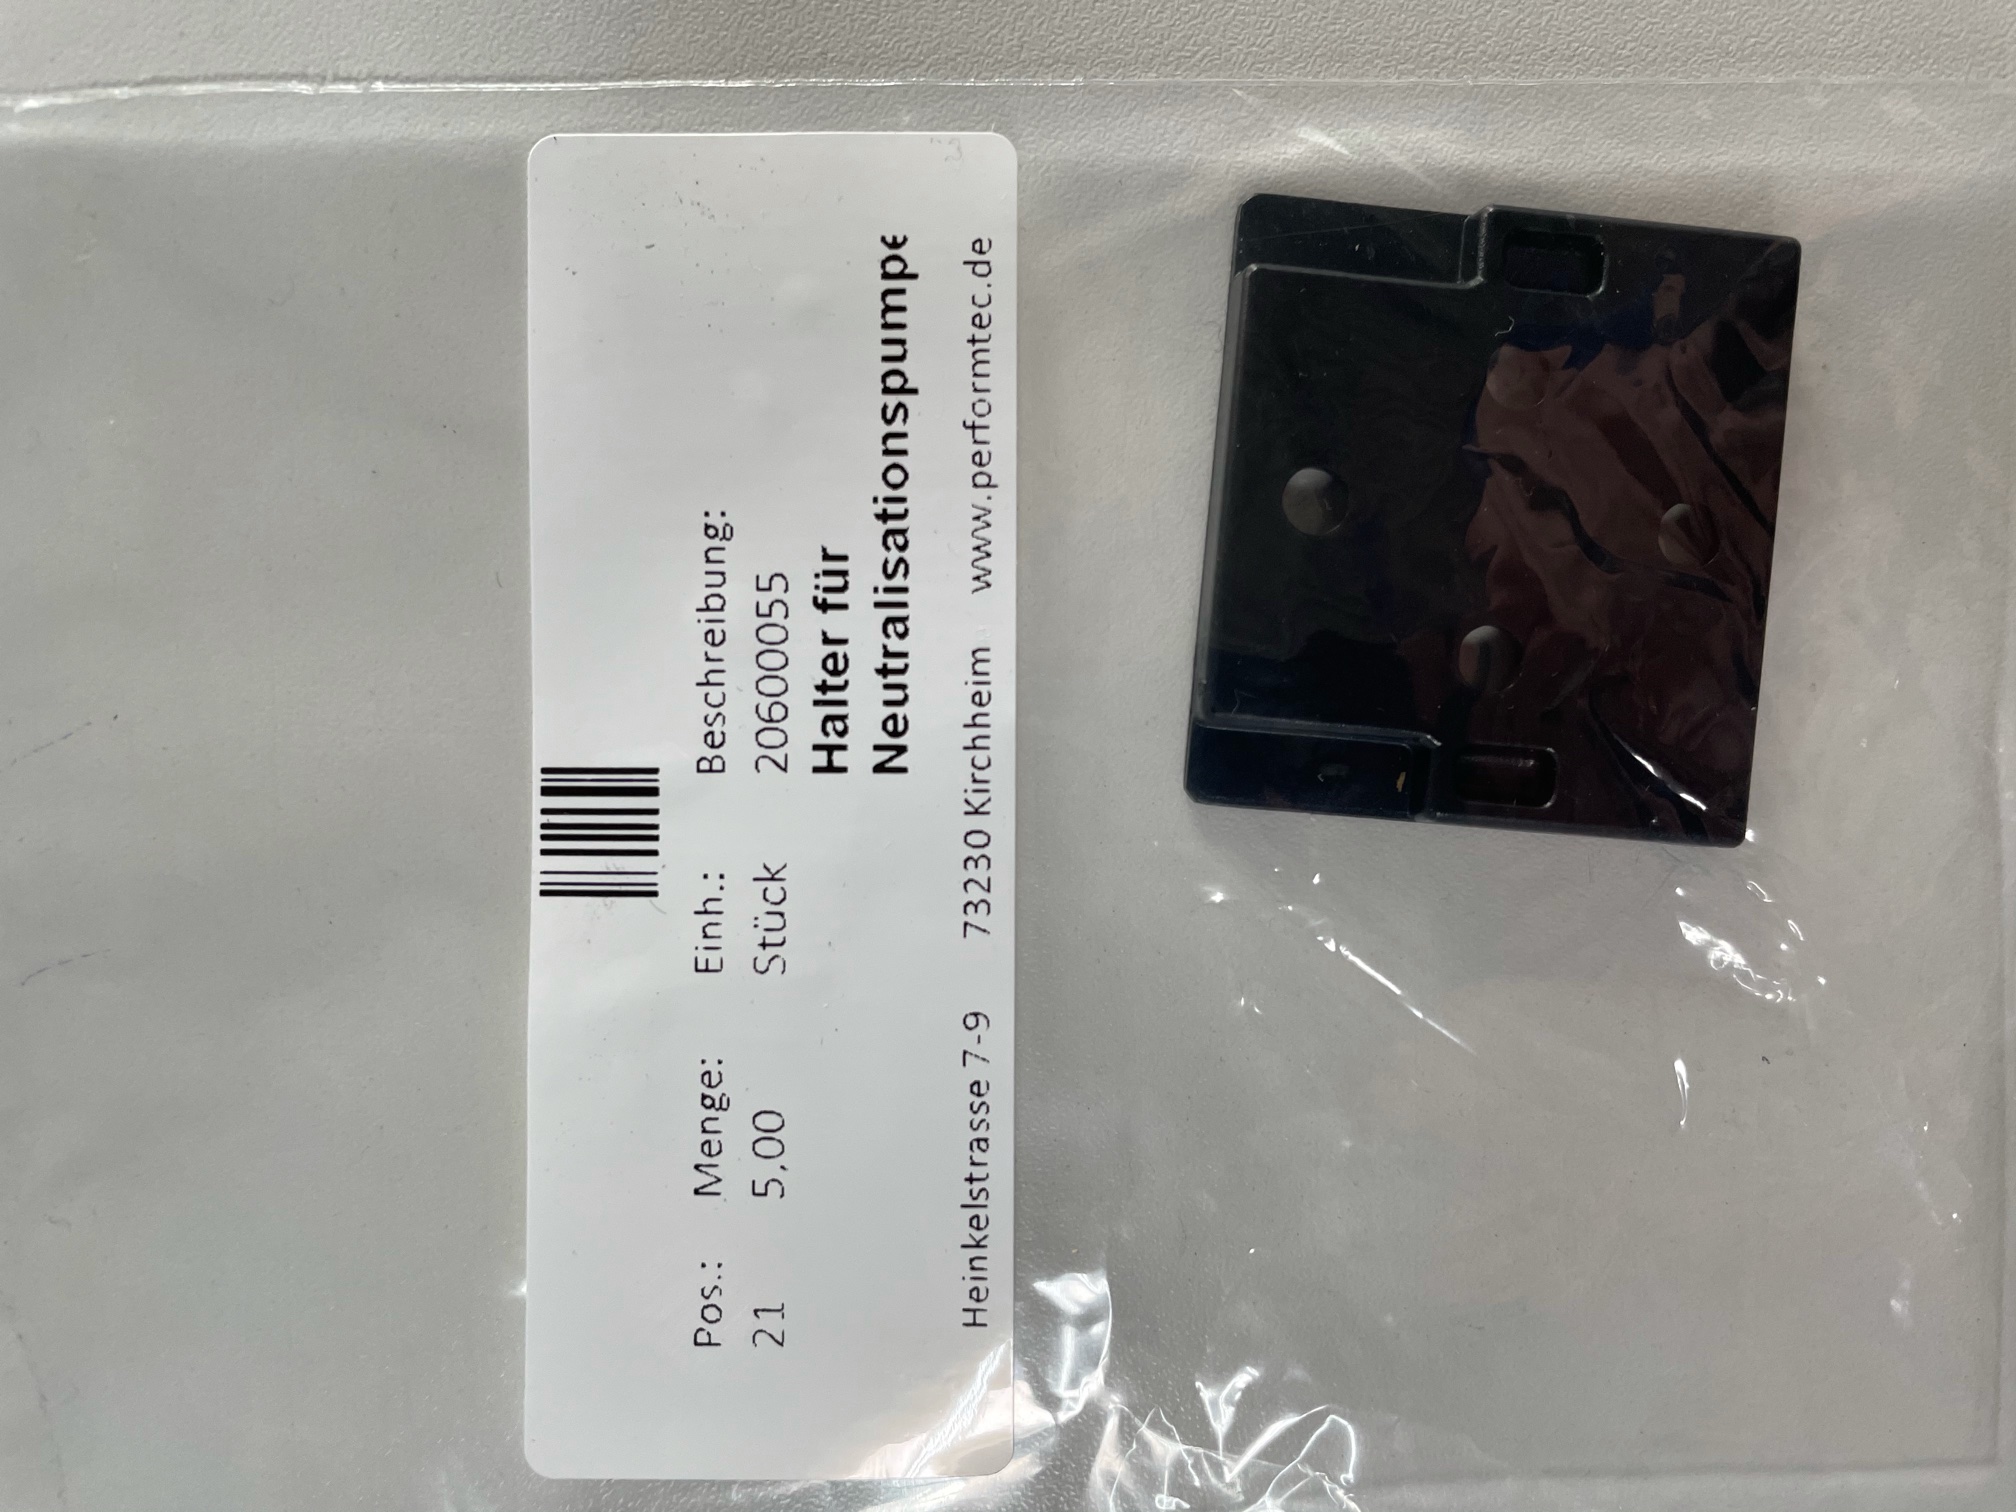 Pos.: Menge: Einh.: Beschreibung:
21 5,00 Stück 20600055
Halter für
Neutralisationspumpe
Heinkelstrasse 7-9 73230 Kirchheim www.performtec.de